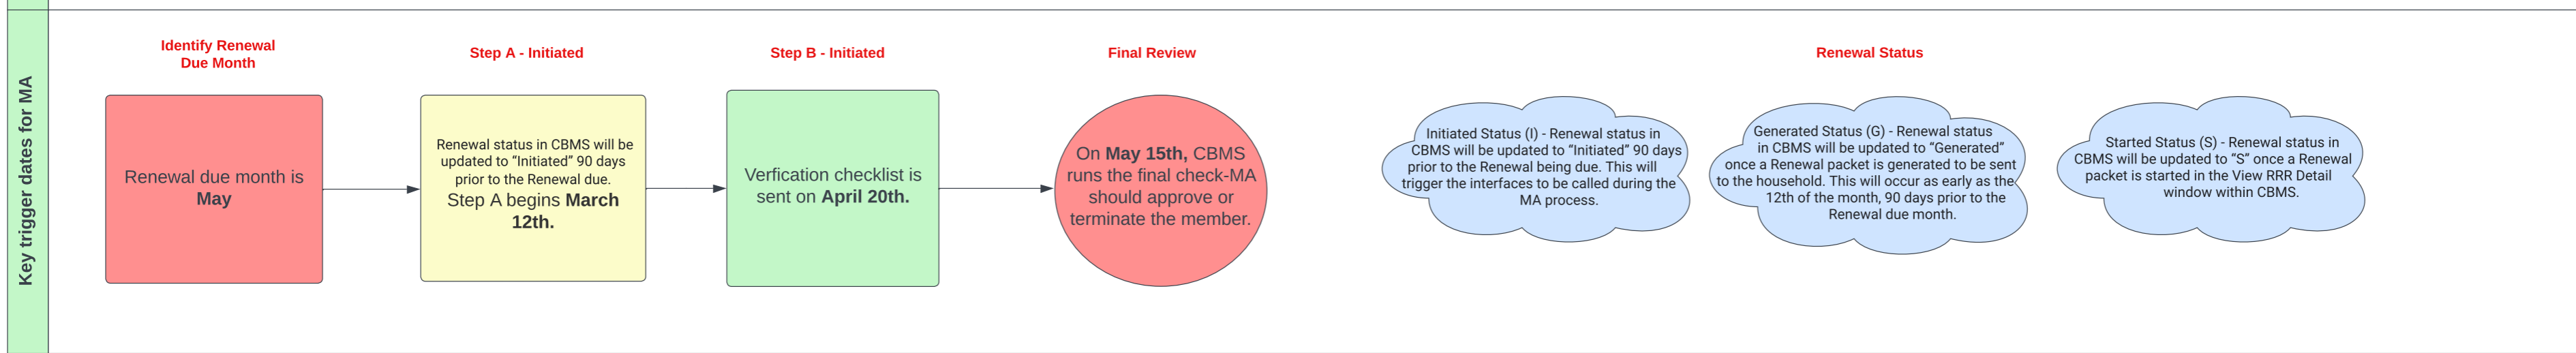 Key trigger dates for MA
Identify Renewal
Due Month
Renewal due month is
May
Step A - Initiated
Renewal status in CBMS will be
updated to “Initiated” 90 days
prior to the Renewal due.
Step A begins March
12th.
Step B - Initiated
Verfication checklist is
sent on April 20th.
Final Review
On May 15th, CBMS
runs the final check-MA
should approve or
terminate the member.
Renewal Status
Initiated Status (I) - Renewal status in
CBMS will be updated to “Initiated” 90 days
prior to the Renewal being due. This will
trigger the interfaces to be called during the
MA process.
Generated Status (G) - Renewal status
in CBMS will be updated to “Generated”
once a Renewal packet is generated to be sent
to the household. This will occur as early as the
12th of the month, 90 days prior to the
Renewal due month.
Started Status (S) - Renewal status in
CBMS will be updated to “S” once a Renewal
packet is started in the View RRR Detail
window within CBMS.